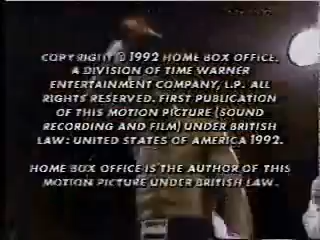 COPYRIGHT © 1992 HOME BOX OFFICE,
A DIVISION OF TIME WARNER
ENTERTAINMENT COMPANY, L.P. ALL
RIGHTS RESERVED. FIRST PUBLICATION
OF THIS MOTION PICTURE (SOUND
RECORDING AND FILM) UNDER BRITISH
LAW: UNITED STATES OF AMERICA 1992.
HOME BOX OFFICE IS THE AUTHOR OF THIS
MOTION PICTURE UNDER BRITISH LAW.